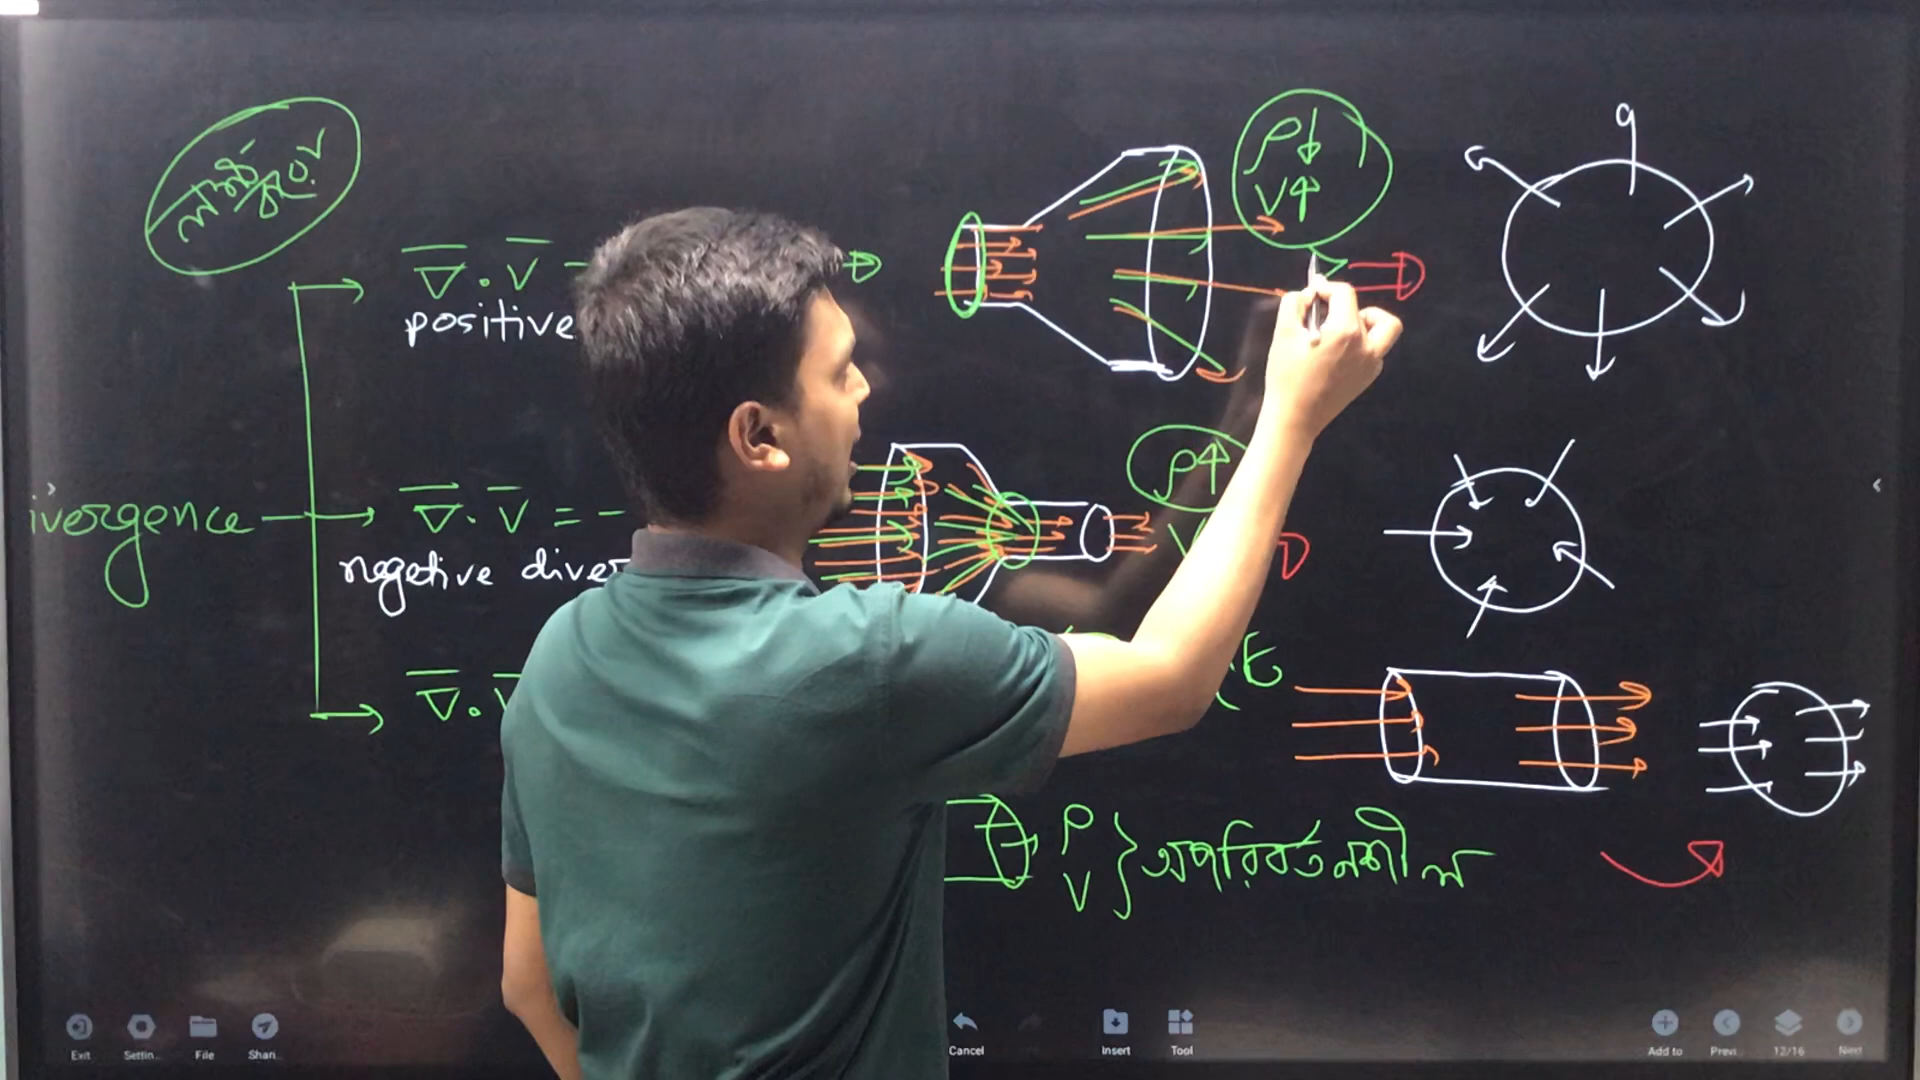 ρ↓
V↑
∇⃗. V⃗
positive
ρ↑
ivergence
∇⃗. V⃗ = -
negetive diver
∇⃗.
ρ
V } অপরিবর্তনশীল
Exit
Settin...
File
Shari...
Cancel
Insert
Tool
Add to
Previ...
12/16
Next